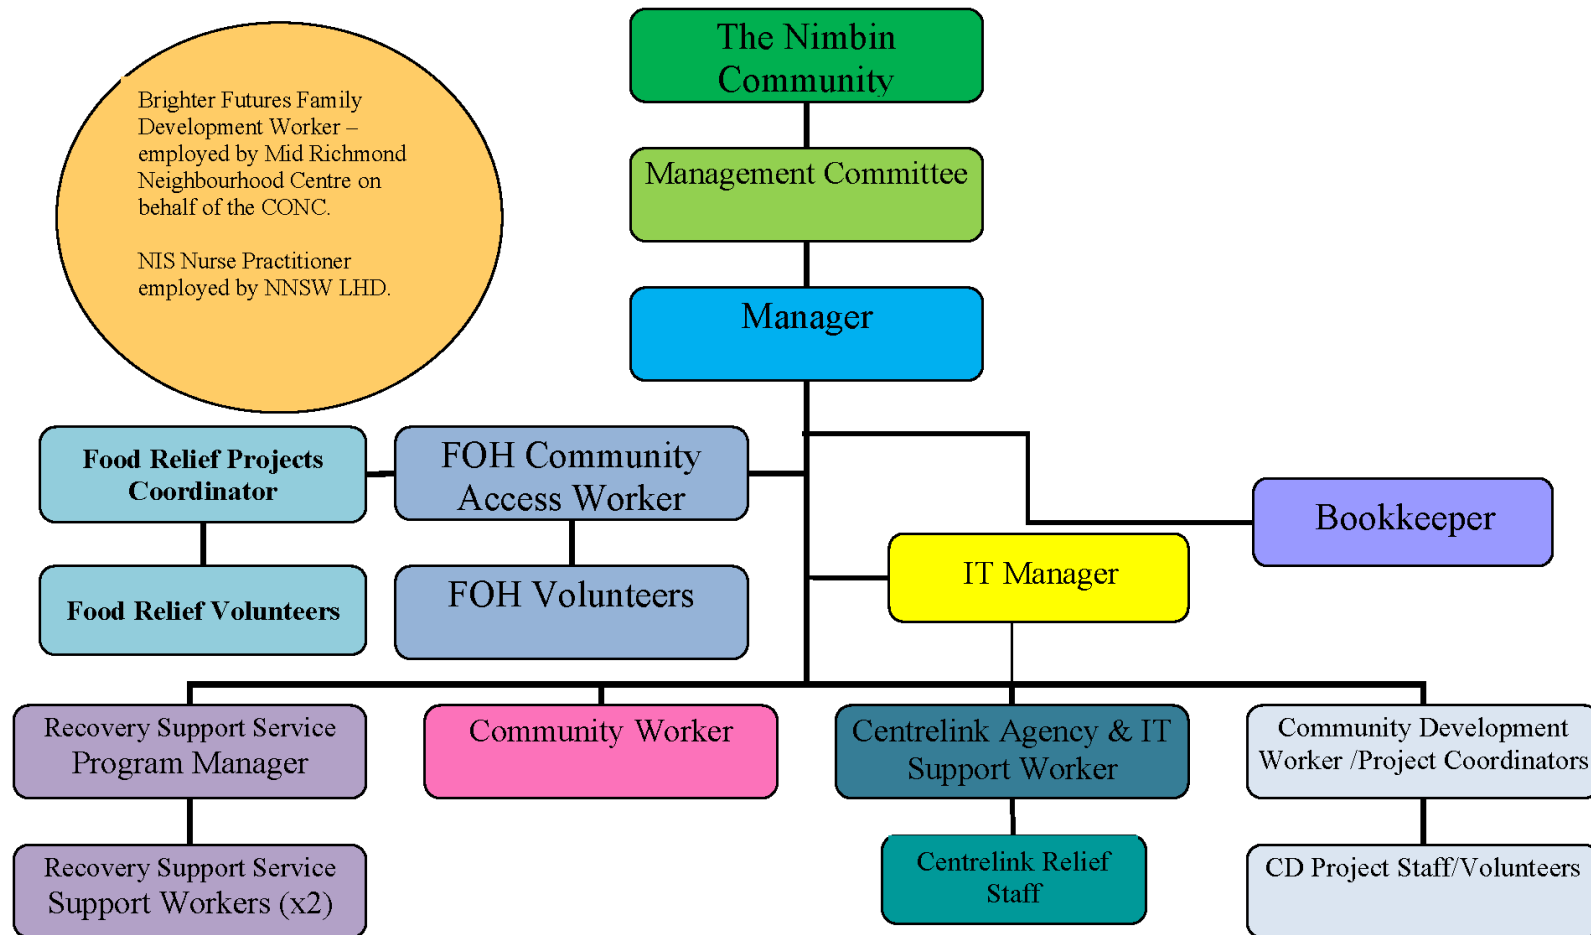 The Nimbin
Community
Brighter Futures Family
Development Worker –
employed by Mid Richmond
Neighbourhood Centre on
behalf of the CONC.
NIS Nurse Practitioner
employed by NNSW LHD.
Management Committee
Manager
Food Relief Projects
Coordinator
FOH Community
Access Worker
Bookkeeper
IT Manager
Food Relief Volunteers
FOH Volunteers
Recovery Support Service
Program Manager
Community Worker
Centrelink Agency & IT
Support Worker
Community Development
Worker /Project Coordinators
Recovery Support Service
Support Workers (x2)
Centrelink Relief
Staff
CD Project Staff/Volunteers